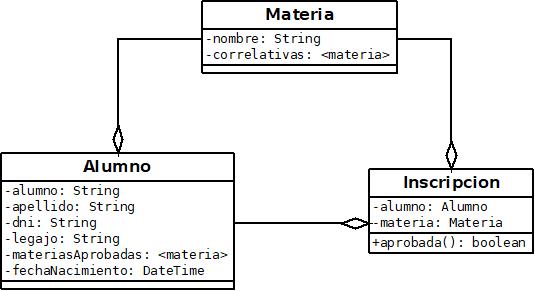 Materia
-nombre: String
-correlativas: <materia>
Alumno
-alumno: String
-apellido: String
-dni: String
-legajo: String
-materiasAprobadas: <materia>
-fechaNacimiento: DateTime
Inscripcion
-alumno: Alumno
-materia: Materia
+aprobada(): boolean